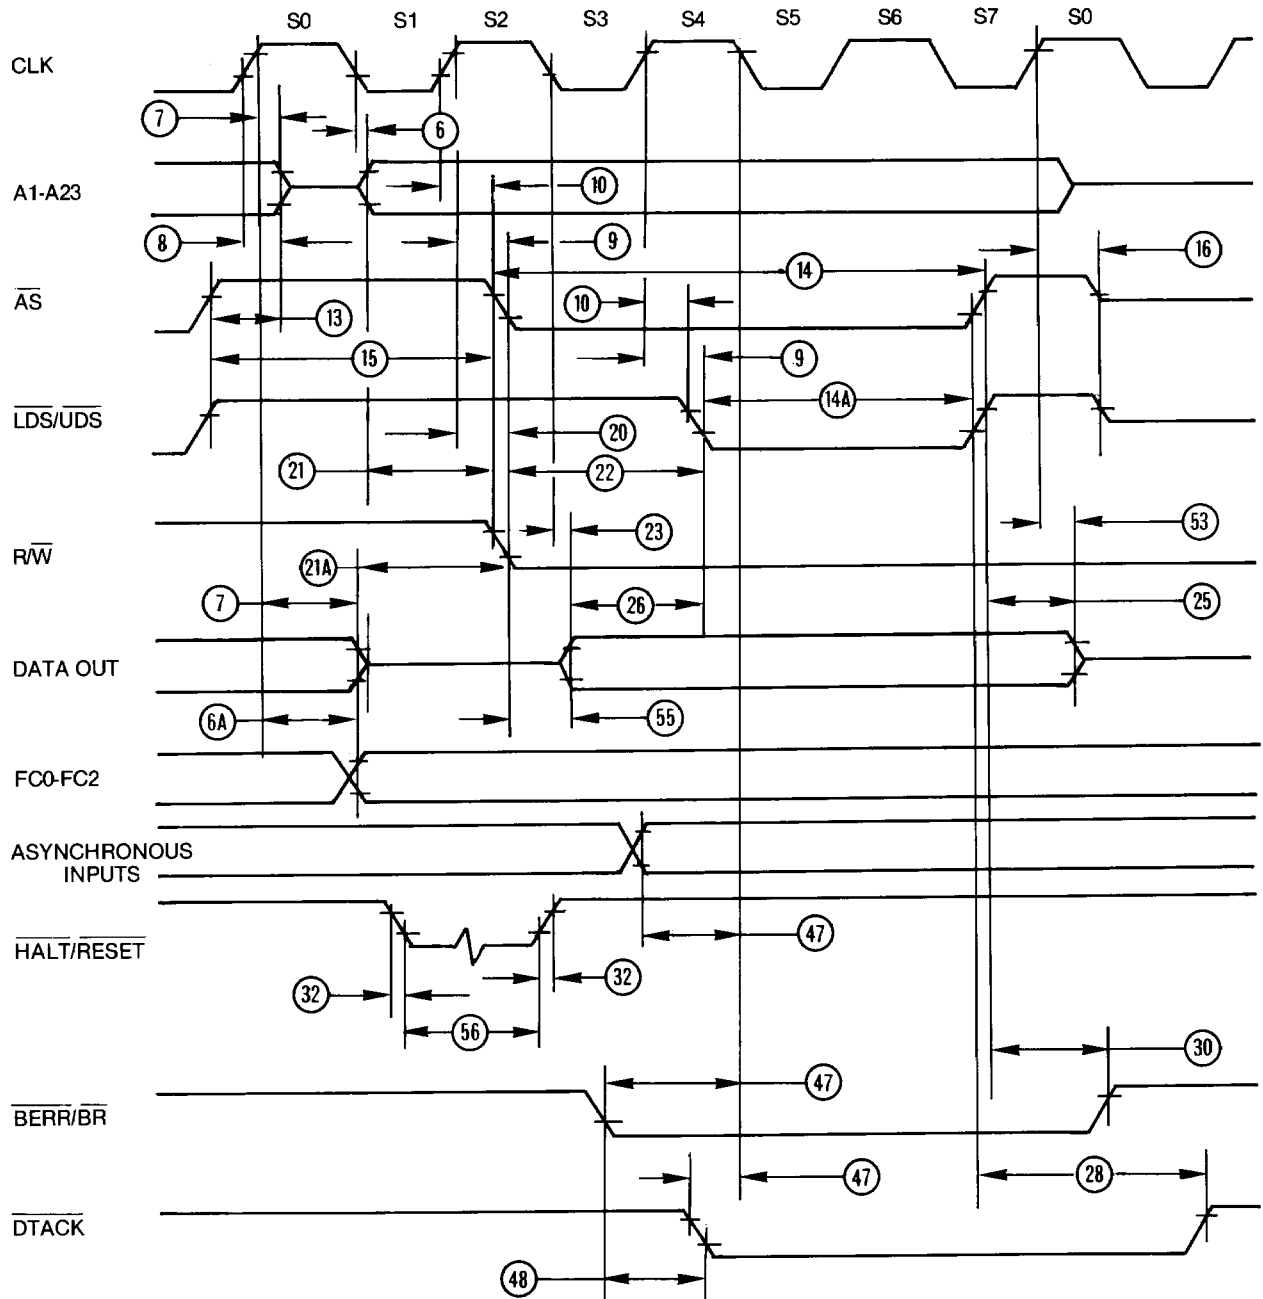 S0 S1 S2 S3 S4 S5 S6 S7 S0
CLK
7 6
A1-A23
10
8 9 16
14
AS
10
13
15 9
14A
LDS/UDS
20
21 22
23 53
R/W
21A
7 26 25
DATA OUT
6A 55
FC0-FC2
ASYNCHRONOUS
INPUTS
47
HALT/RESET
32 32
56
30
47
BERR/BR
47 28
DTACK
48